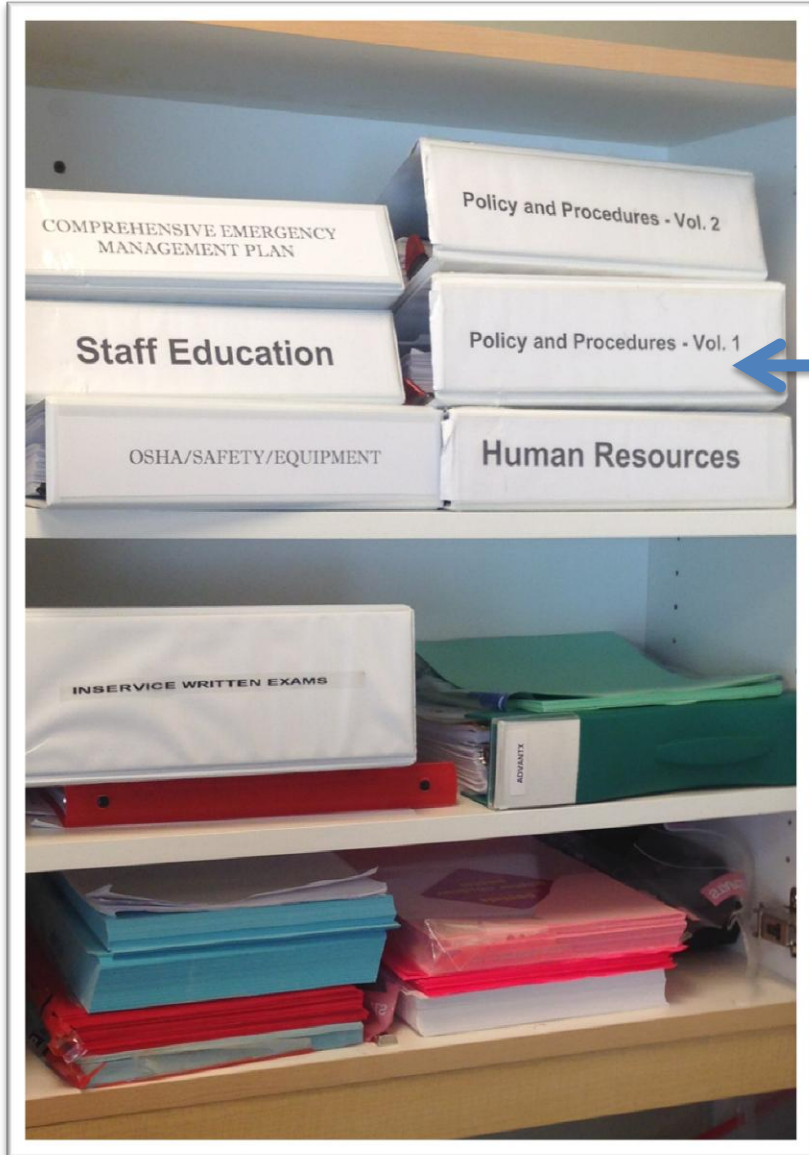 COMPREHENSIVE EMERGENCY
MANAGEMENT PLAN
Policy and Procedures - Vol. 2
Staff Education
Policy and Procedures - Vol. 1
OSHA/SAFETY/EQUIPMENT
Human Resources
INSERVICE WRITTEN EXAMS
ADVANTX